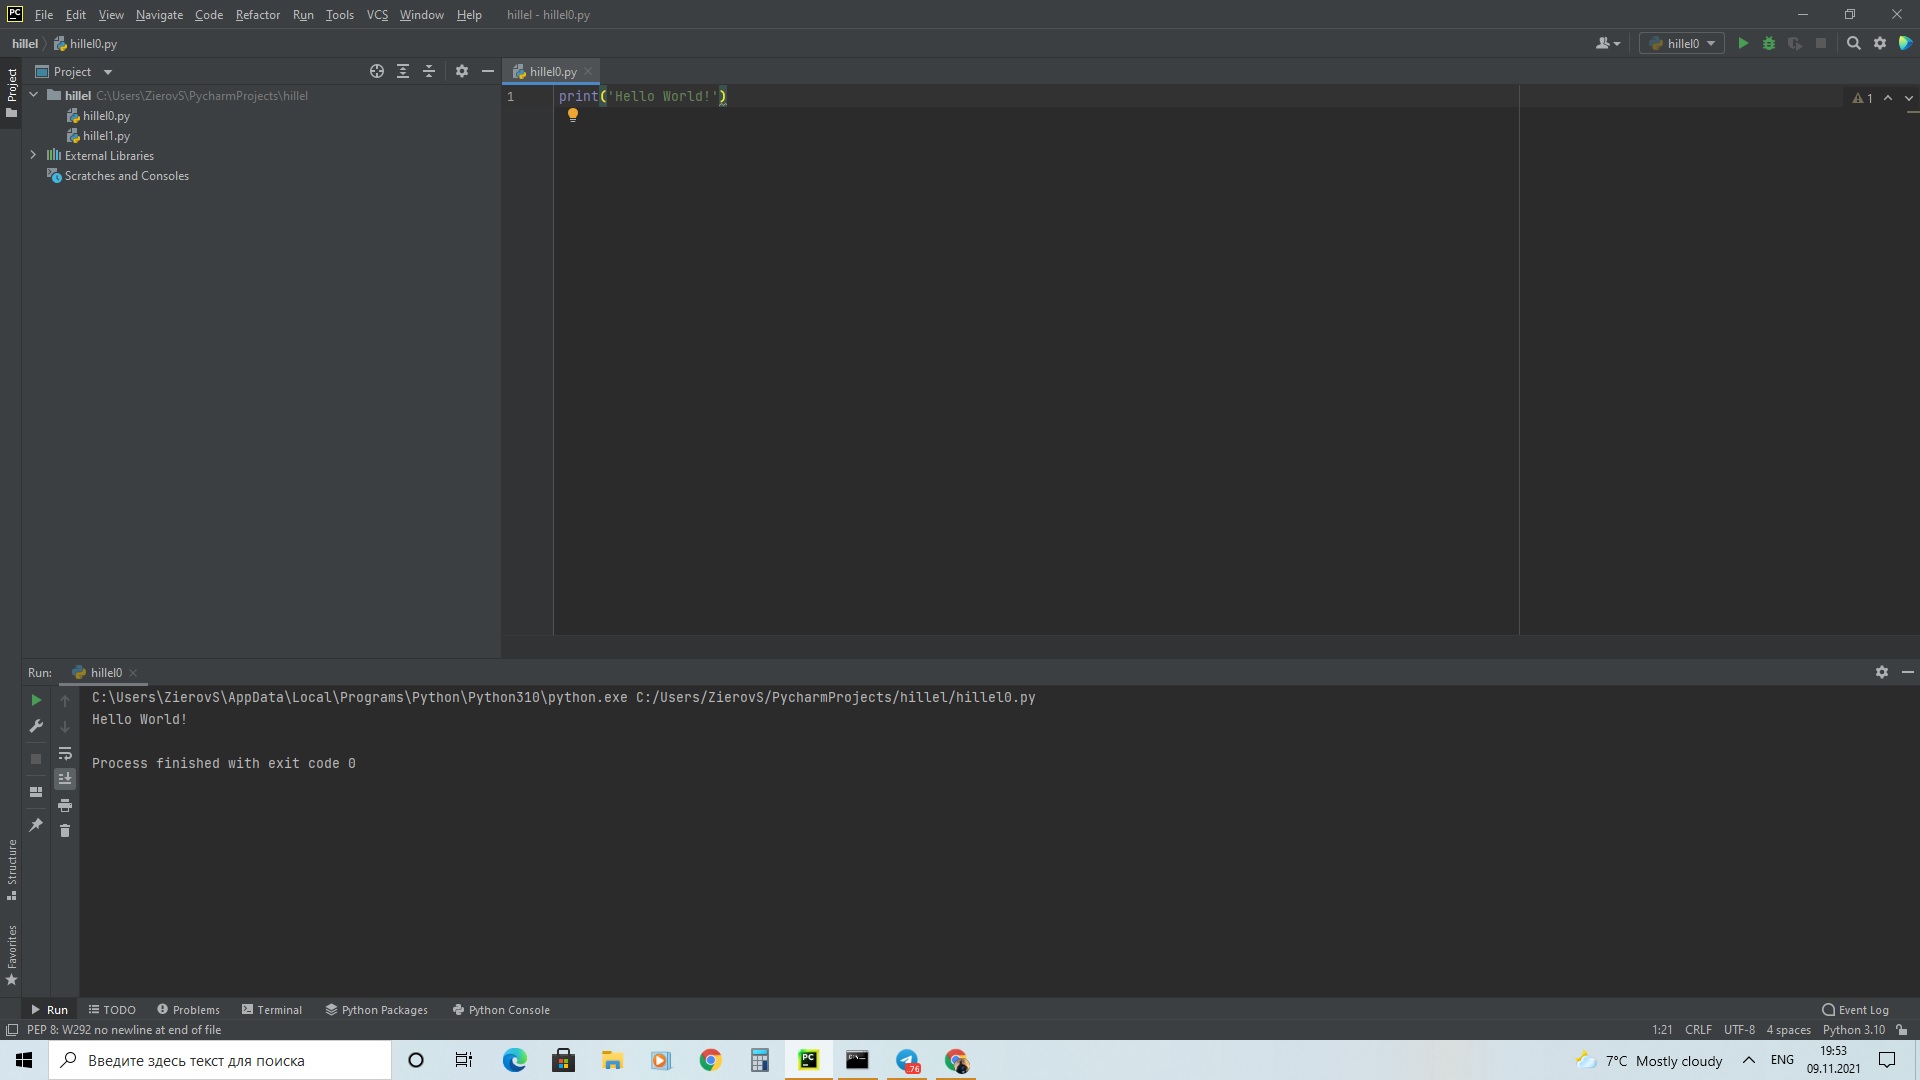 PC File Edit View Navigate Code Refactor Run Tools VCS Window Help hillel - hillel0.py
hillel hillel0.py
hillel0
Project
Project
hillel0.py
hillel C:\Users\ZierovS\PycharmProjects\hillel
hillel0.py
hillel1.py
External Libraries
Scratches and Consoles
1 print('Hello World!')
1
Run: hillel0
C:\Users\ZierovS\AppData\Local\Programs\Python\Python310\python.exe C:/Users/ZierovS/PycharmProjects/hillel/hillel0.py
Hello World!
Process finished with exit code 0
Structure
Favorites
Run TODO Problems Terminal Python Packages Python Console Event Log
PEP 8: W292 no newline at end of file 1:21 CRLF UTF-8 4 spaces Python 3.10
Введите здесь текст для поиска
PC
.76
7°C Mostly cloudy ENG
19:53
09.11.2021